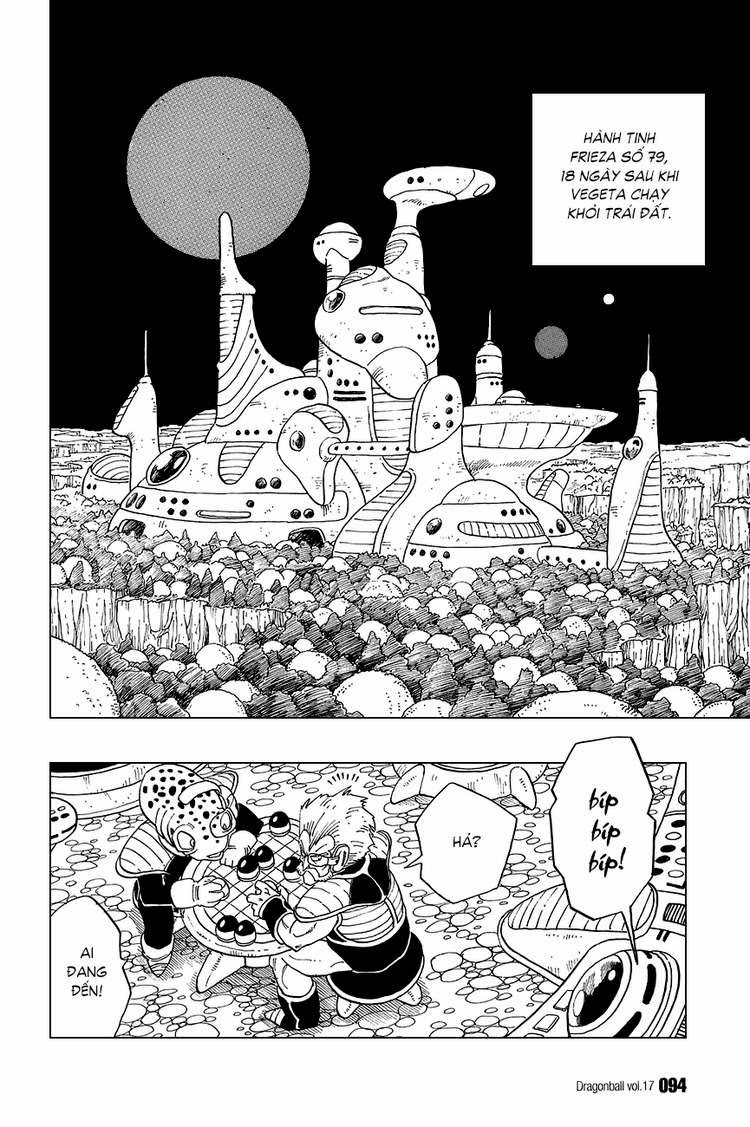 HÀNH TINH
FRIEZA SỐ 79,
18 NGÀY SAU KHI
VEGETA CHẠY
KHỎI TRÁI ĐẤT.
bíp
bíp
bíp!
HẢ?
AI
ĐANG
ĐẾN!
Dragonball vol.17 094